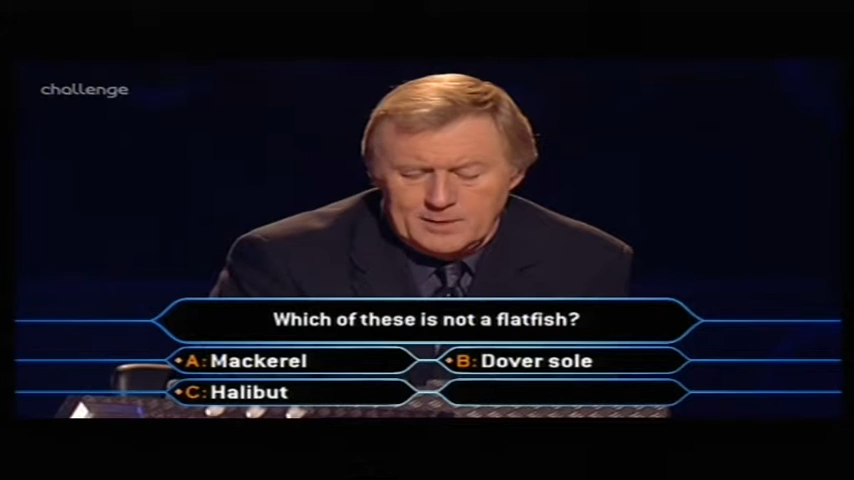 challenge
Which of these is not a flatfish?
A: Mackerel
B: Dover sole
C: Halibut